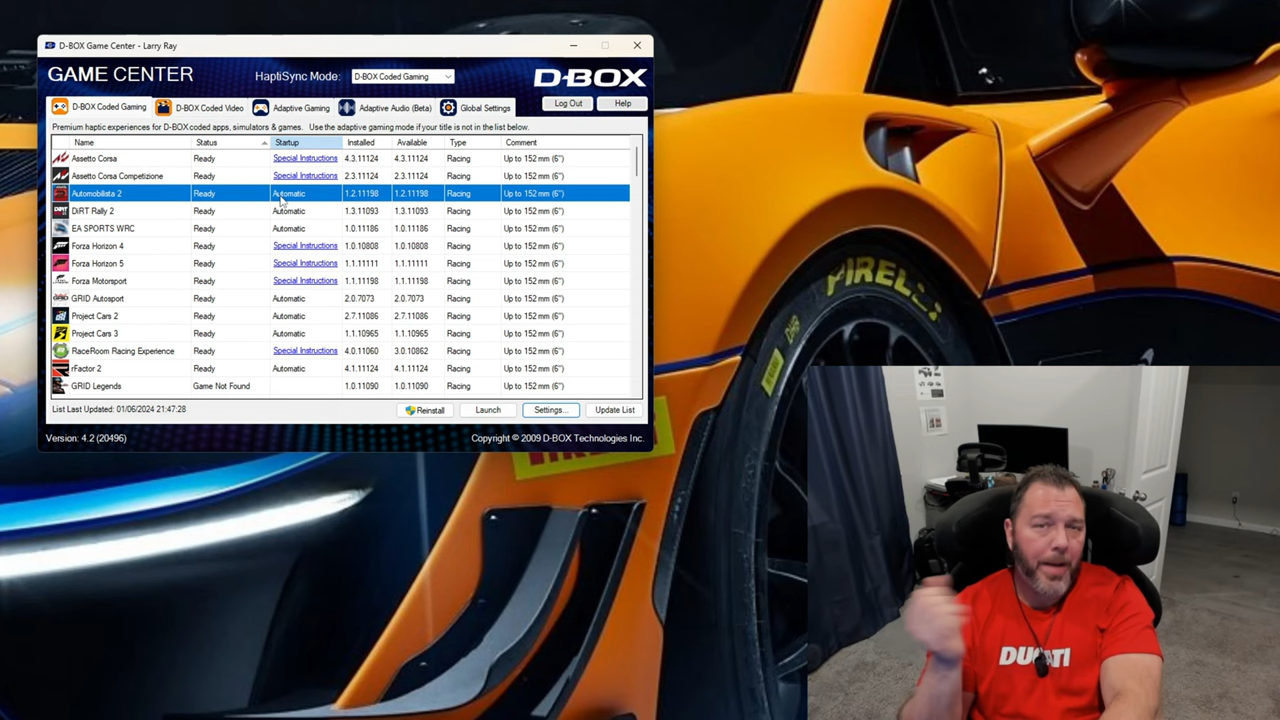 D-BOX Game Center - Larry Ray
GAME CENTER HaptiSync Mode: D-BOX Coded Gaming D-BOX
D-BOX Coded Gaming D-BOX Coded Video Adaptive Gaming Adaptive Audio (Beta) Global Settings Log Out Help
Premium haptic experiences for D-BOX coded apps, simulators & games. Use the adaptive gaming mode if your title is not in the list below.
Name Status Startup Installed Available Type Comment
Assetto Corsa Ready Special Instructions 4.3.11124 4.3.11124 Racing Up to 152 mm (6")
Assetto Corsa Competizione Ready Special Instructions 2.3.11124 2.3.11124 Racing Up to 152 mm (6")
Automobilista 2 Ready Automatic 1.2.11198 1.2.11198 Racing Up to 152 mm (6")
DiRT Rally 2 Ready Automatic 1.3.11093 1.3.11093 Racing Up to 152 mm (6")
EA SPORTS WRC Ready Automatic 1.0.11186 1.0.11186 Racing Up to 152 mm (6")
Forza Horizon 4 Ready Special Instructions 1.0.10808 1.0.10808 Racing Up to 152 mm (6")
Forza Horizon 5 Ready Special Instructions 1.1.11111 1.1.11111 Racing Up to 152 mm (6")
Forza Motorsport Ready Special Instructions 1.1.11198 1.1.11198 Racing Up to 152 mm (6")
GRID Autosport Ready Automatic 2.0.7073 2.0.7073 Racing Up to 152 mm (6")
Project Cars 2 Ready Automatic 2.7.11086 2.7.11086 Racing Up to 152 mm (6")
Project Cars 3 Ready Automatic 1.1.10965 1.1.10965 Racing Up to 152 mm (6")
RaceRoom Racing Experience Ready Special Instructions 4.0.11060 3.0.10862 Racing Up to 152 mm (6")
rFactor 2 Ready Automatic 4.1.11124 4.1.11124 Racing Up to 152 mm (6")
GRID Legends Game Not Found 1.0.11090 1.0.11090 Racing Up to 152 mm (6")
List Last Updated: 01/06/2024 21:47:28 Reinstall Launch Settings... Update List
Version: 4.2 (20496) Copyright © 2009 D-BOX Technologies Inc.
PIRELLI
DUCATI